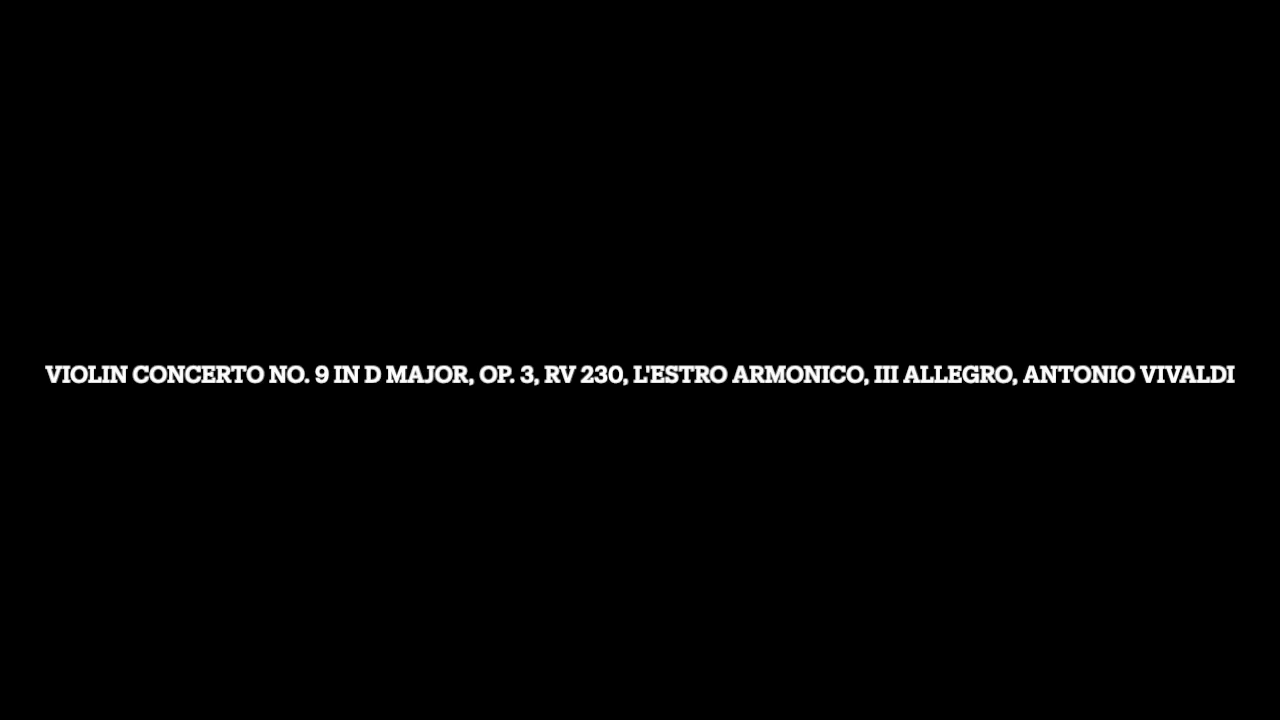 VIOLIN CONCERTO NO. 9 IN D MAJOR, OP. 3, RV 230, L'ESTRO ARMONICO, III ALLEGRO, ANTONIO VIVALDI